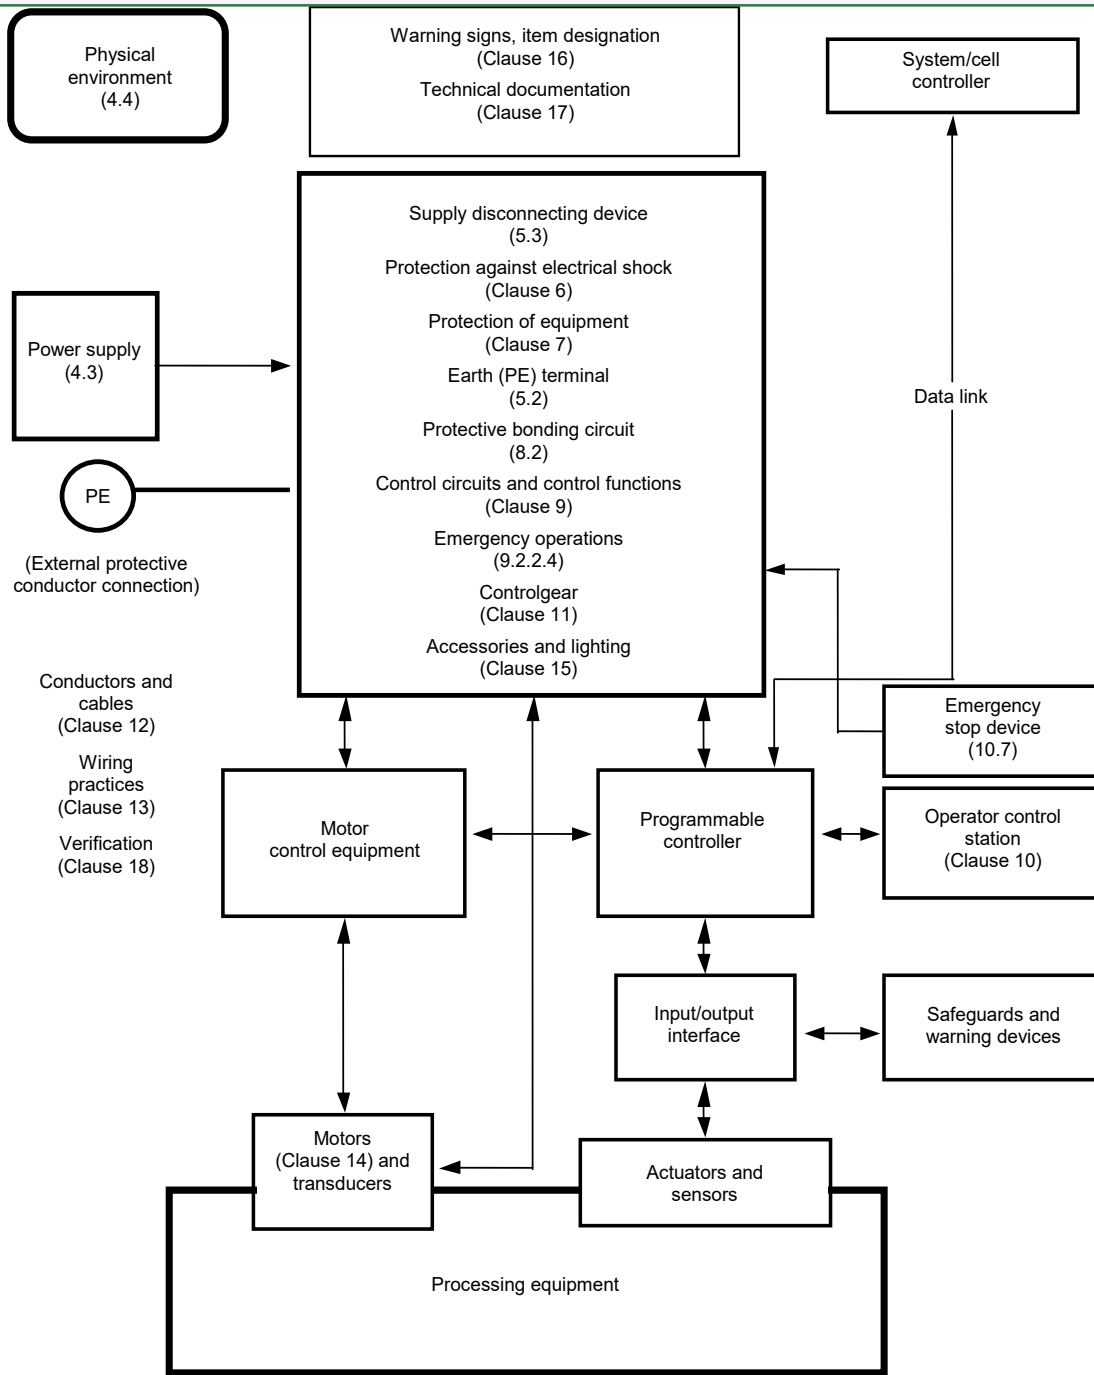 Physical
environment
(4.4)
Warning signs, item designation
(Clause 16)
Technical documentation
(Clause 17)
System/cell
controller
Supply disconnecting device
(5.3)
Protection against electrical shock
(Clause 6)
Protection of equipment
(Clause 7)
Earth (PE) terminal
(5.2)
Protective bonding circuit
(8.2)
Control circuits and control functions
(Clause 9)
Emergency operations
(9.2.2.4)
Controlgear
(Clause 11)
Accessories and lighting
(Clause 15)
Power supply
(4.3)
Data link
PE
(External protective
conductor connection)
Conductors and
cables
(Clause 12)
Wiring
practices
(Clause 13)
Verification
(Clause 18)
Emergency
stop device
(10.7)
Motor
control equipment
Programmable
controller
Operator control
station
(Clause 10)
Input/output
interface
Safeguards and
warning devices
Motors
(Clause 14) and
transducers
Actuators and
sensors
Processing equipment